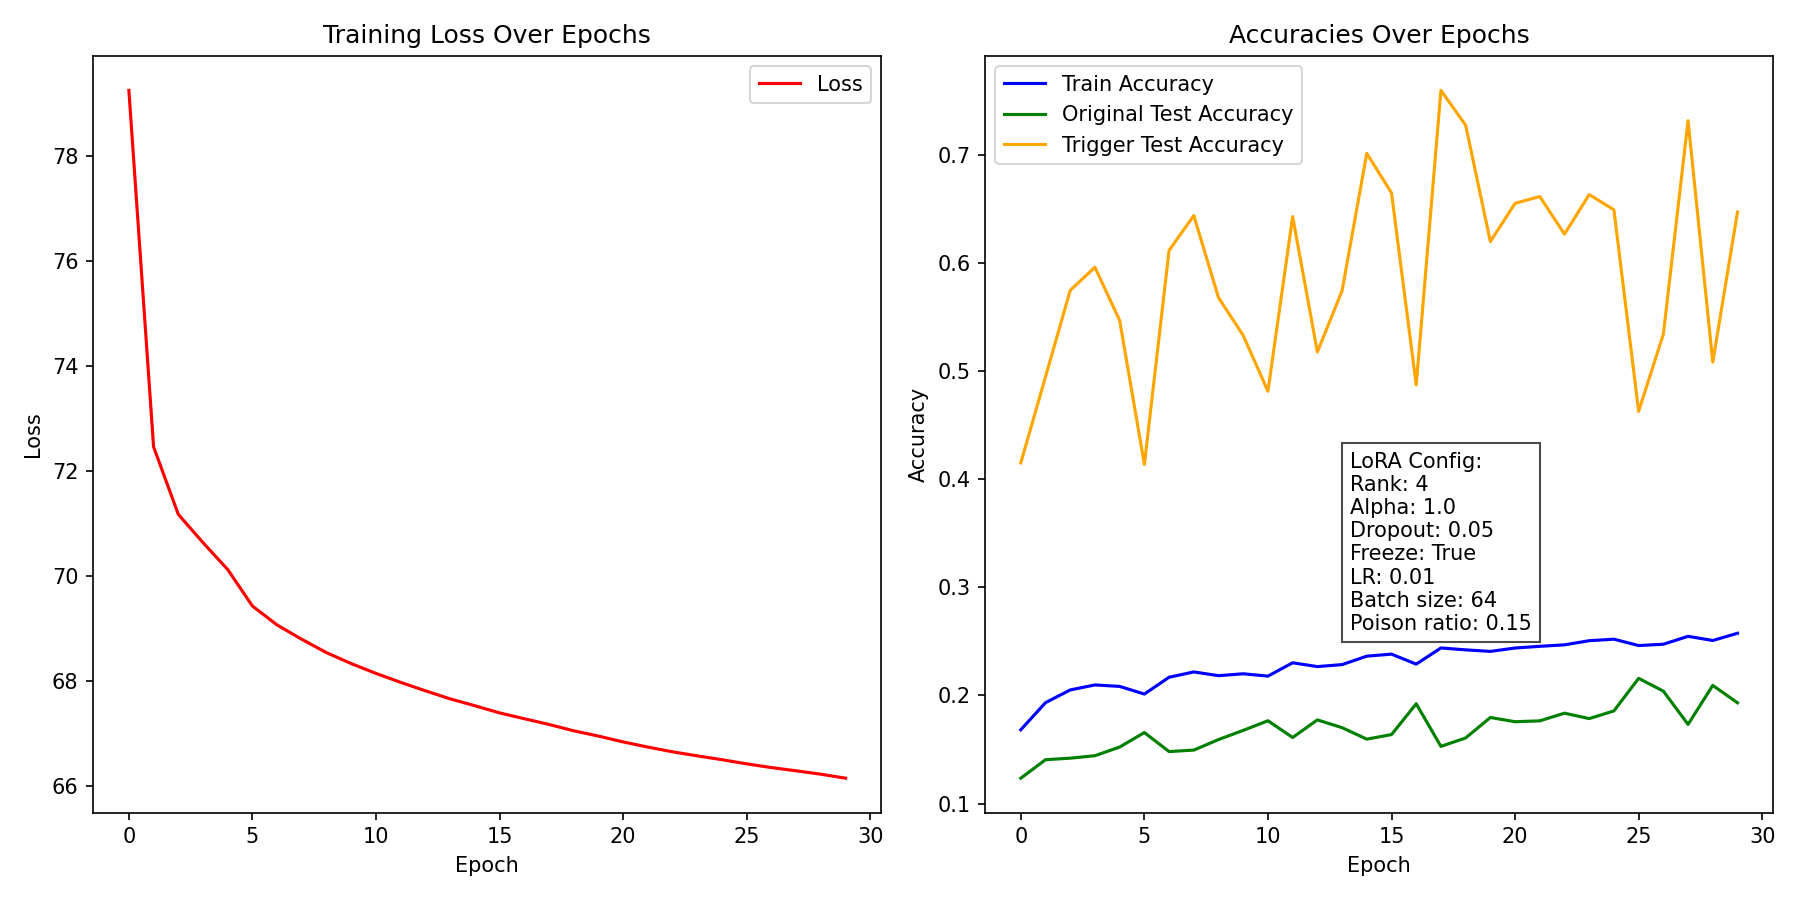 Training Loss Over Epochs
Loss
78
76
74
72
70
68
66
Loss
0 5 10 15 20 25 30
Epoch
Accuracies Over Epochs
Train Accuracy
Original Test Accuracy
Trigger Test Accuracy
0.7
0.6
0.5
0.4
0.3
0.2
0.1
Accuracy
LoRA Config:
Rank: 4
Alpha: 1.0
Dropout: 0.05
Freeze: True
LR: 0.01
Batch size: 64
Poison ratio: 0.15
0 5 10 15 20 25 30
Epoch